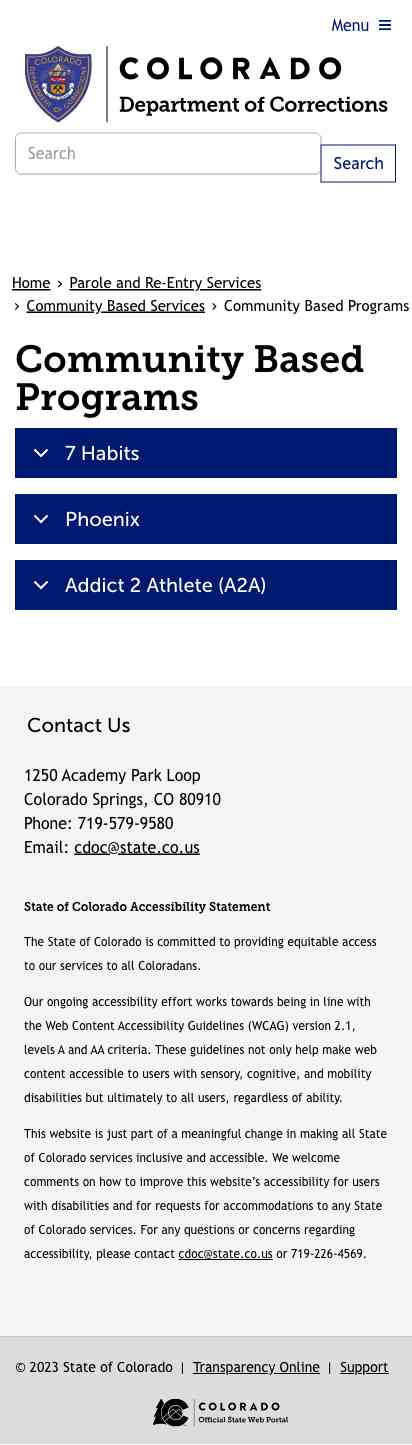 Menu
COLORADO
COLORADO
Department of Corrections
Search
Search
Home › Parole and Re-Entry Services
› Community Based Services › Community Based Programs
Community Based
Programs
7 Habits
Phoenix
Addict 2 Athlete (A2A)
Contact Us
1250 Academy Park Loop
Colorado Springs, CO 80910
Phone: 719-579-9580
Email: cdoc@state.co.us
State of Colorado Accessibility Statement
The State of Colorado is committed to providing equitable access
to our services to all Coloradans.
Our ongoing accessibility effort works towards being in line with
the Web Content Accessibility Guidelines (WCAG) version 2.1,
levels A and AA criteria. These guidelines not only help make web
content accessible to users with sensory, cognitive, and mobility
disabilities but ultimately to all users, regardless of ability.
This website is just part of a meaningful change in making all State
of Colorado services inclusive and accessible. We welcome
comments on how to improve this website’s accessibility for users
with disabilities and for requests for accommodations to any State
of Colorado services. For any questions or concerns regarding
accessibility, please contact cdoc@state.co.us or 719-226-4569.
© 2023 State of Colorado | Transparency Online | Support
COLORADO
Official State Web Portal